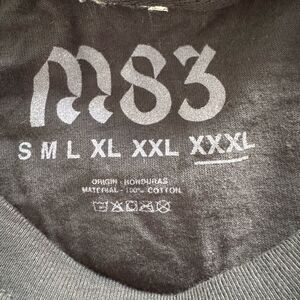 M83
S M L XL XXL XXXL
ORIGIN - HONDURAS
MATERIAL - 100% COTTON